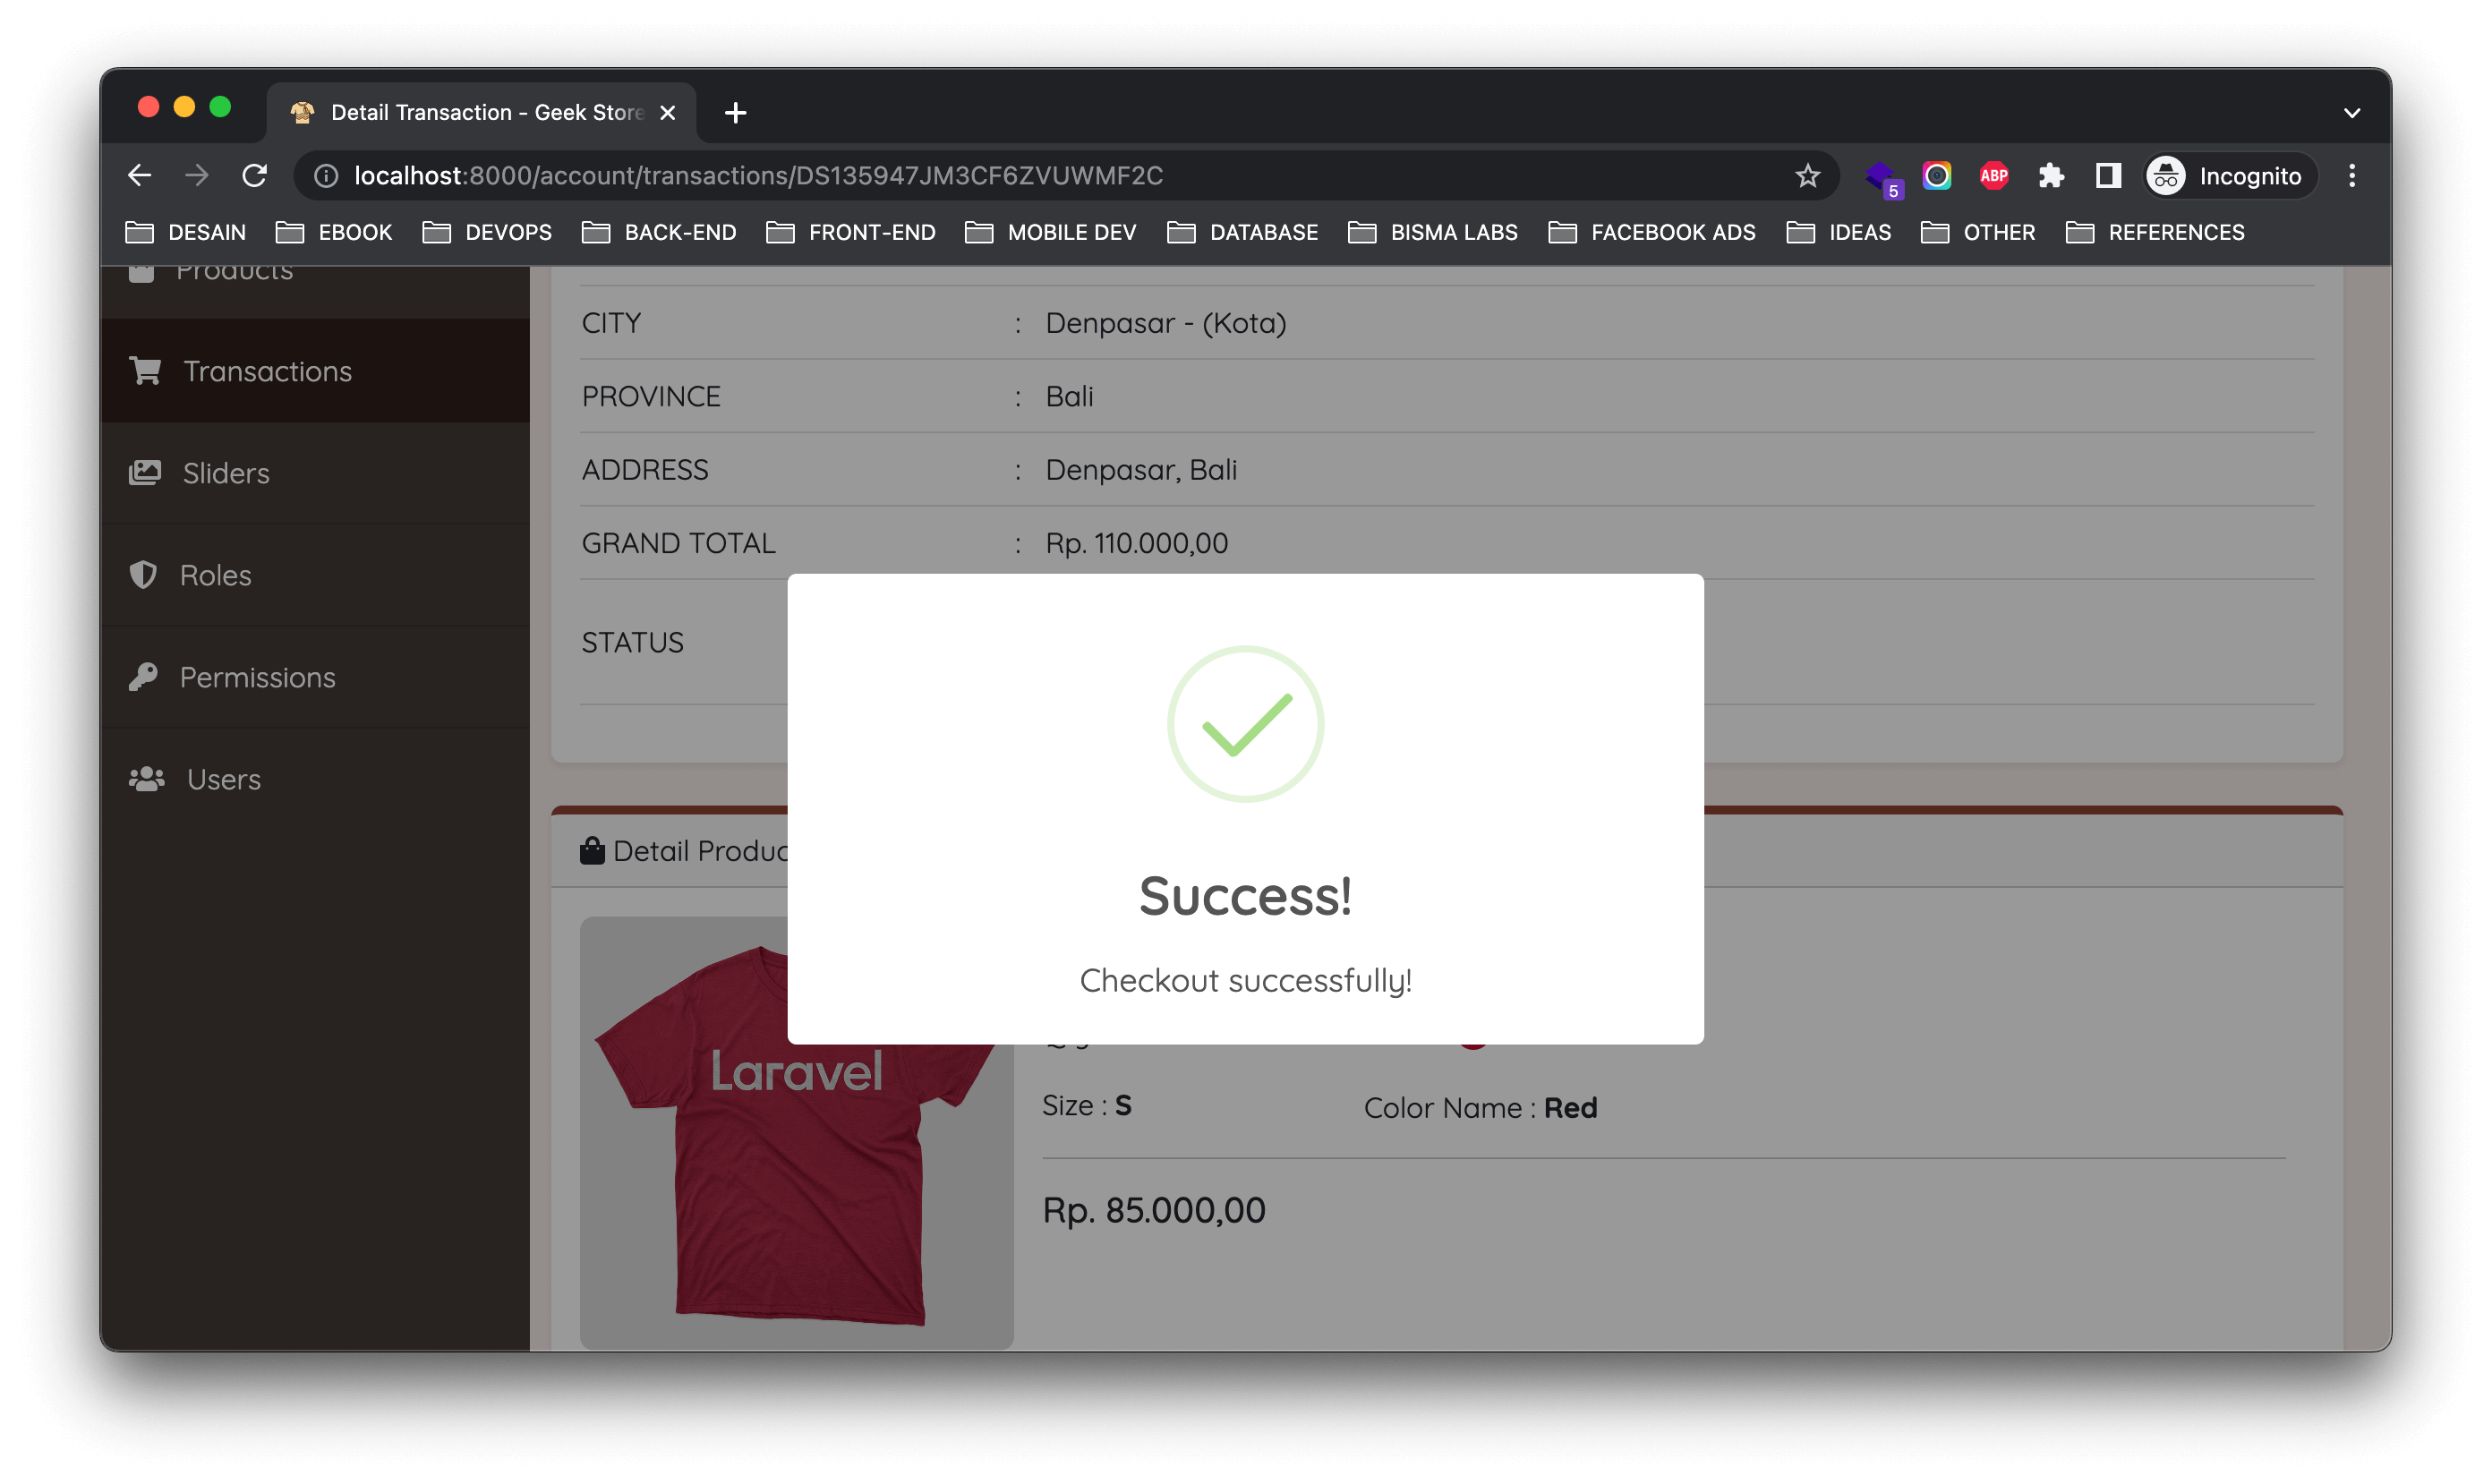 Detail Transaction - Geek Store
localhost:8000/account/transactions/DS135947JM3CF6ZVUWMF2C
5
ABP
Incognito
DESAIN EBOOK DEVOPS BACK-END FRONT-END MOBILE DEV DATABASE BISMA LABS FACEBOOK ADS IDEAS OTHER REFERENCES
Products
Transactions
Sliders
Roles
Permissions
Users
CITY : Denpasar - (Kota)
PROVINCE : Bali
ADDRESS : Denpasar, Bali
GRAND TOTAL : Rp. 110.000,00
STATUS
Success!
Checkout successfully!
Detail Produc
Laravel
Size : S
Color Name : Red
Rp. 85.000,00